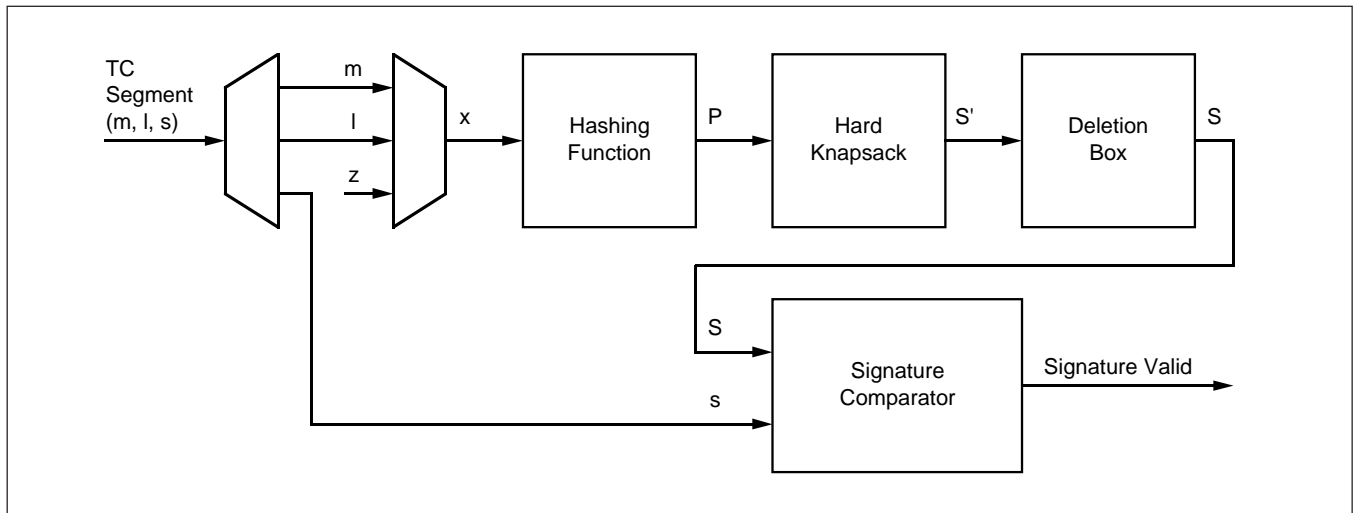 TC
Segment
(m, l, s)
m
l
z
x
Hashing
Function
P
Hard
Knapsack
S'
Deletion
Box
S
S
s
Signature
Comparator
Signature Valid